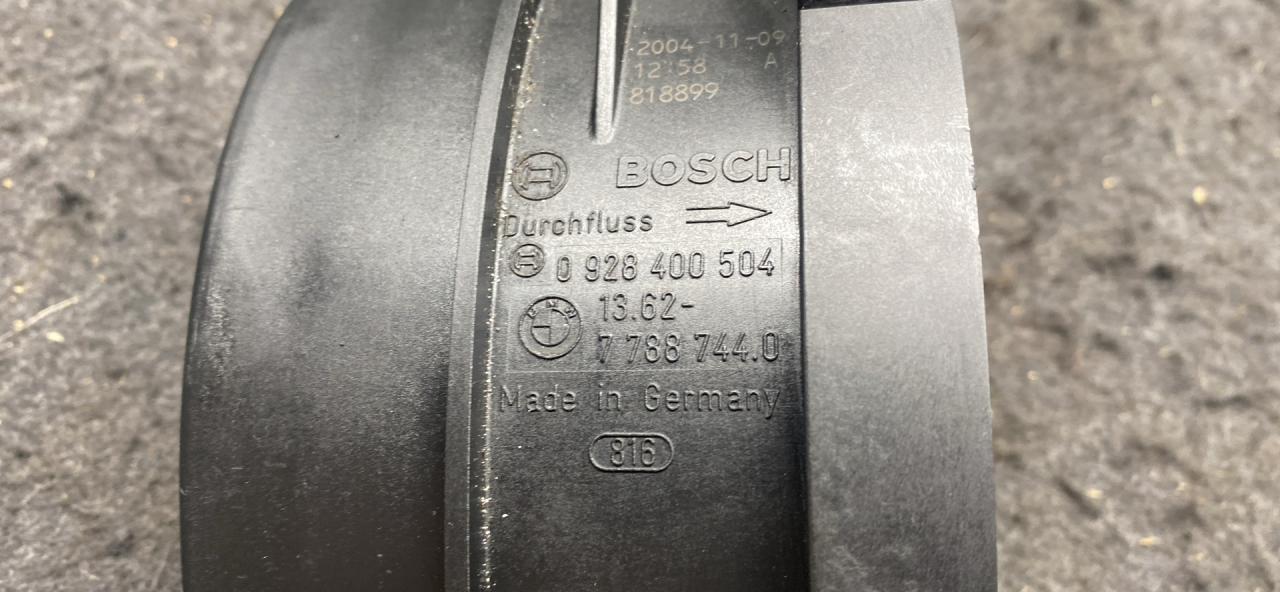 2004-11-09
12:58 A
818899
BOSCH
Durchfluss
0 928 400 504
BMW
13.62-
7 788 744.0
Made in Germany
816